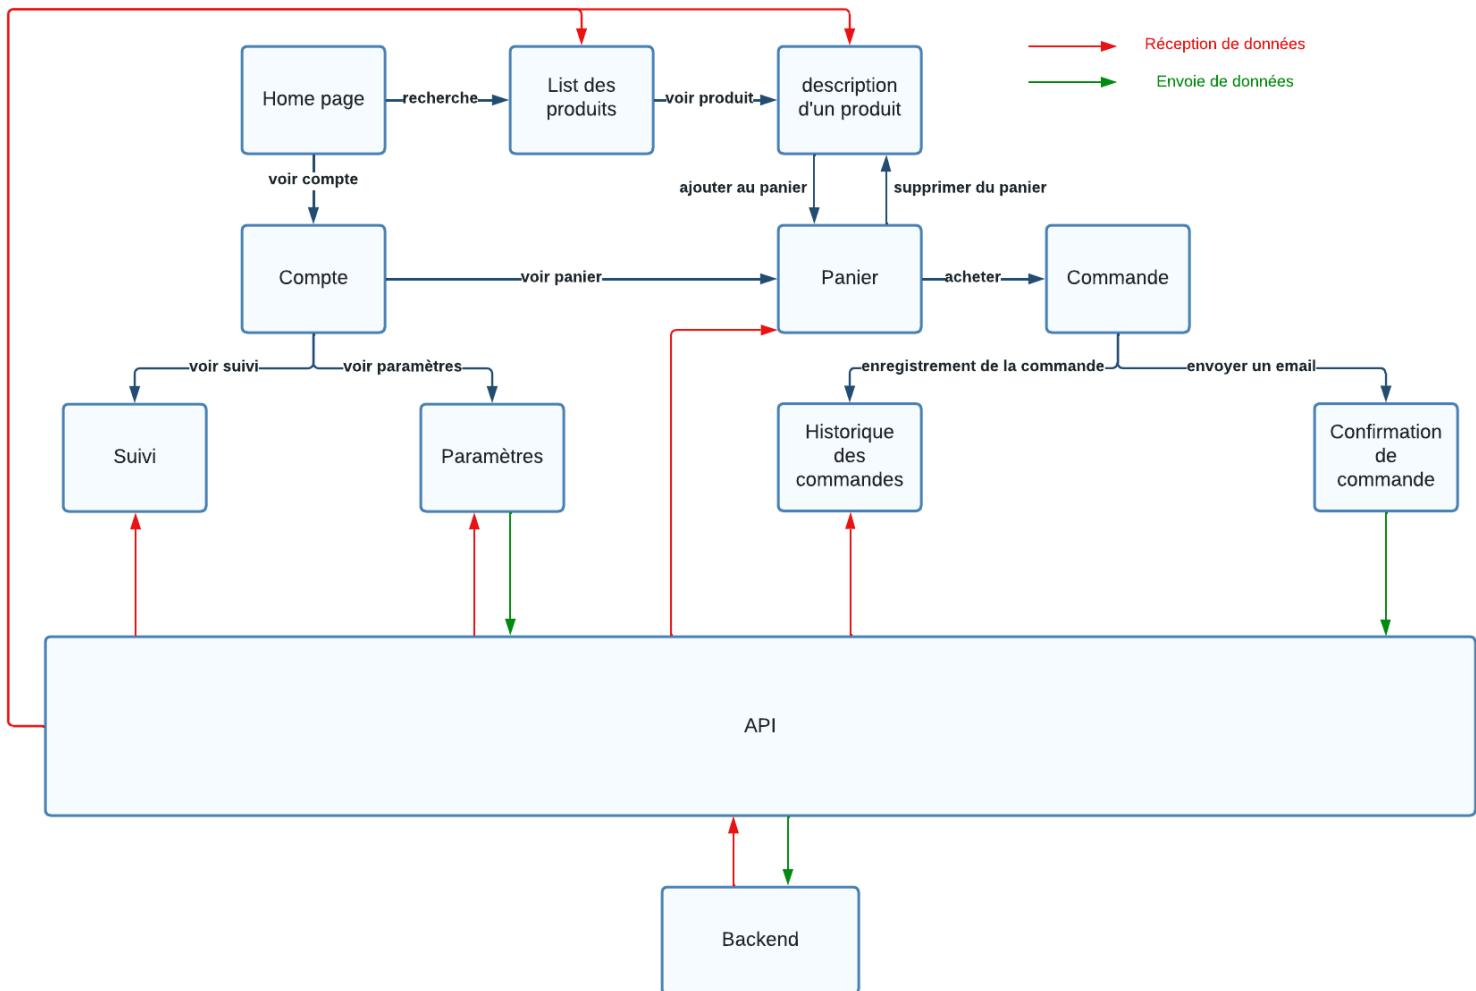 Réception de données
Envoie de données
Home page
recherche
List des
produits
voir produit
description
d'un produit
voir compte
ajouter au panier
supprimer du panier
Compte
voir panier
Panier
acheter
Commande
voir suivi
voir paramètres
enregistrement de la commande
envoyer un email
Suivi
Paramètres
Historique
des
commandes
Confirmation
de
commande
API
Backend